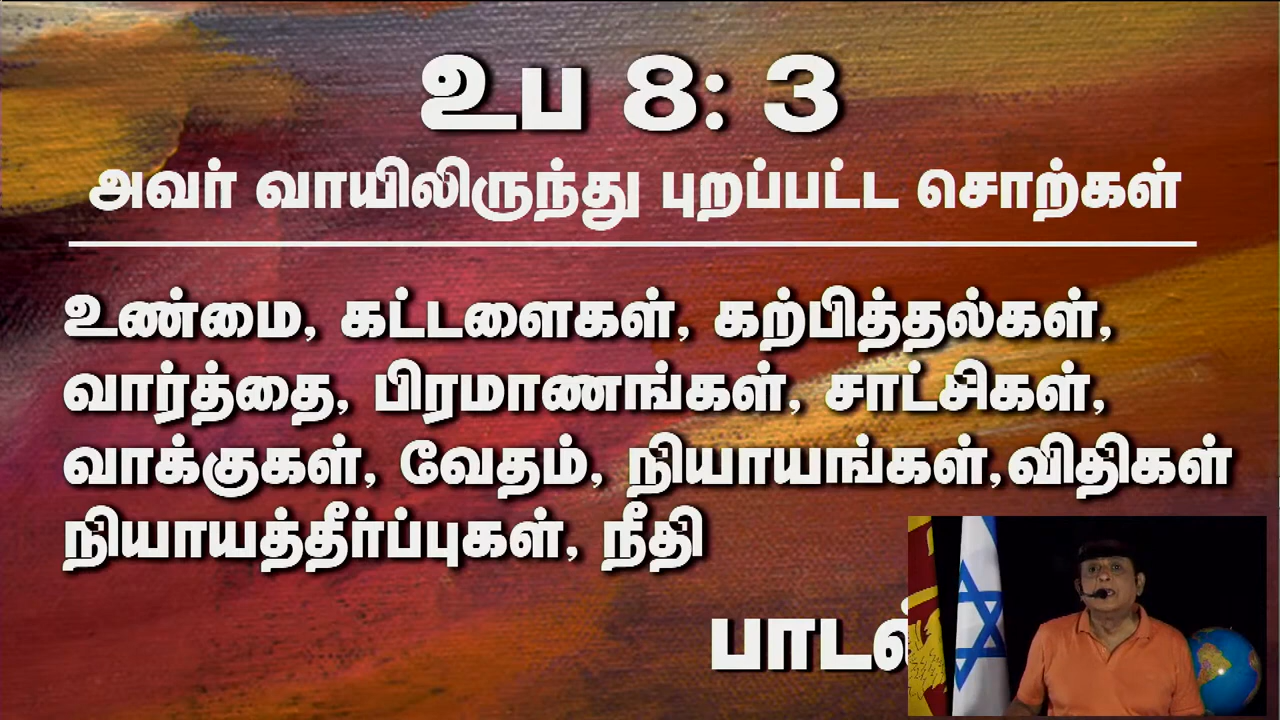 உப 8: 3
அவர் வாயிலிருந்து புறப்பட்ட சொற்கள்
உண்மை, கட்டளைகள், கற்பித்தல்கள்,
வார்த்தை, பிரமாணங்கள், சாட்சிகள்,
வாக்குகள், வேதம், நியாயங்கள்,விதிகள்
நியாயத்தீர்ப்புகள், நீதி